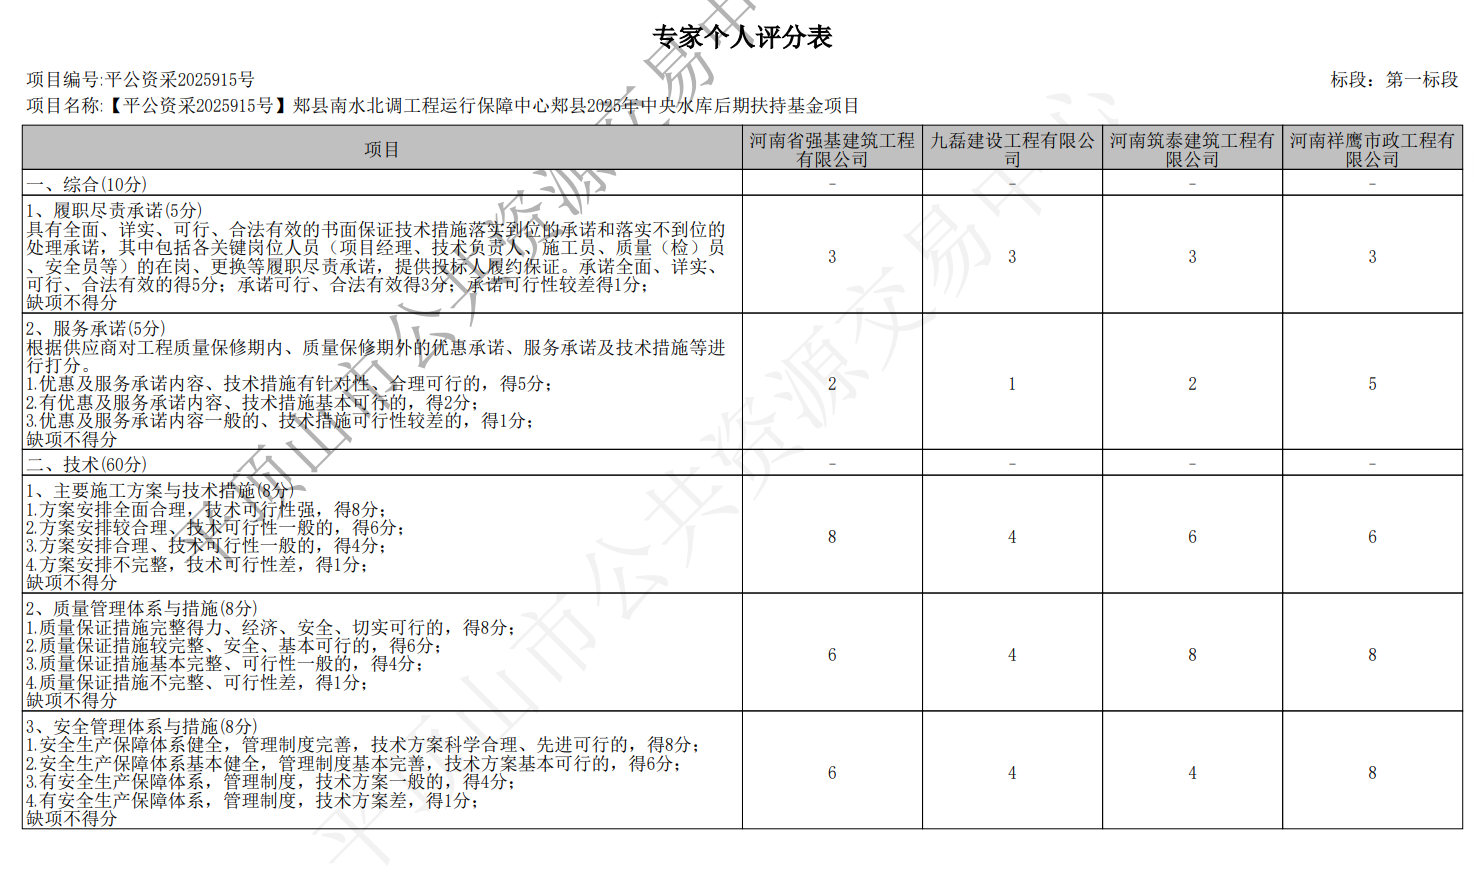 专家个人评分表
项目编号:平公资采2025915号
标段：第一标段
项目名称:【平公资采2025915号】郏县南水北调工程运行保障中心郏县2025年中央水库后期扶持基金项目
项目
河南省强基建筑工程
有限公司
九磊建设工程有限公
司
河南筑泰建筑工程有
限公司
河南祥鹰市政工程有
限公司
一、综合(10分)
-
-
-
-
1、履职尽责承诺(5分)
具有全面、详实、可行、合法有效的书面保证技术措施落实到位的承诺和落实不到位的
处理承诺，其中包括各关键岗位人员（项目经理、技术负责人、施工员、质量（检）员
、安全员等）的在岗、更换等履职尽责承诺，提供投标人履约保证。承诺全面、详实、
可行、合法有效的得5分；承诺可行、合法有效得3分；承诺可行性较差得1分；
缺项不得分
3
3
3
3
2、服务承诺(5分)
根据供应商对工程质量保修期内、质量保修期外的优惠承诺、服务承诺及技术措施等进
行打分。
1.优惠及服务承诺内容、技术措施有针对性、合理可行的，得5分；
2.有优惠及服务承诺内容、技术措施基本可行的，得2分；
3.优惠及服务承诺内容一般的、技术措施可行性较差的，得1分；
缺项不得分
2
1
2
5
二、技术(60分)
-
-
-
-
1、主要施工方案与技术措施(8分)
1.方案安排全面合理，技术可行性强，得8分；
2.方案安排较合理、技术可行性一般的，得6分；
3.方案安排合理、技术可行性一般的，得4分；
4.方案安排不完整，技术可行性差，得1分；
缺项不得分
8
4
6
6
2、质量管理体系与措施(8分)
1.质量保证措施完整得力、经济、安全、切实可行的，得8分；
2.质量保证措施较完整、安全、基本可行的，得6分；
3.质量保证措施基本完整、可行性一般的，得4分；
4.质量保证措施不完整、可行性差，得1分；
缺项不得分
6
4
8
8
3、安全管理体系与措施(8分)
1.安全生产保障体系健全，管理制度完善，技术方案科学合理、先进可行的，得8分；
2.安全生产保障体系基本健全，管理制度基本完善，技术方案基本可行的，得6分；
3.有安全生产保障体系，管理制度，技术方案一般的，得4分；
4.有安全生产保障体系，管理制度，技术方案差，得1分；
缺项不得分
6
4
4
8
平顶山市公共资源交易中
平顶山市公共资源交易中心